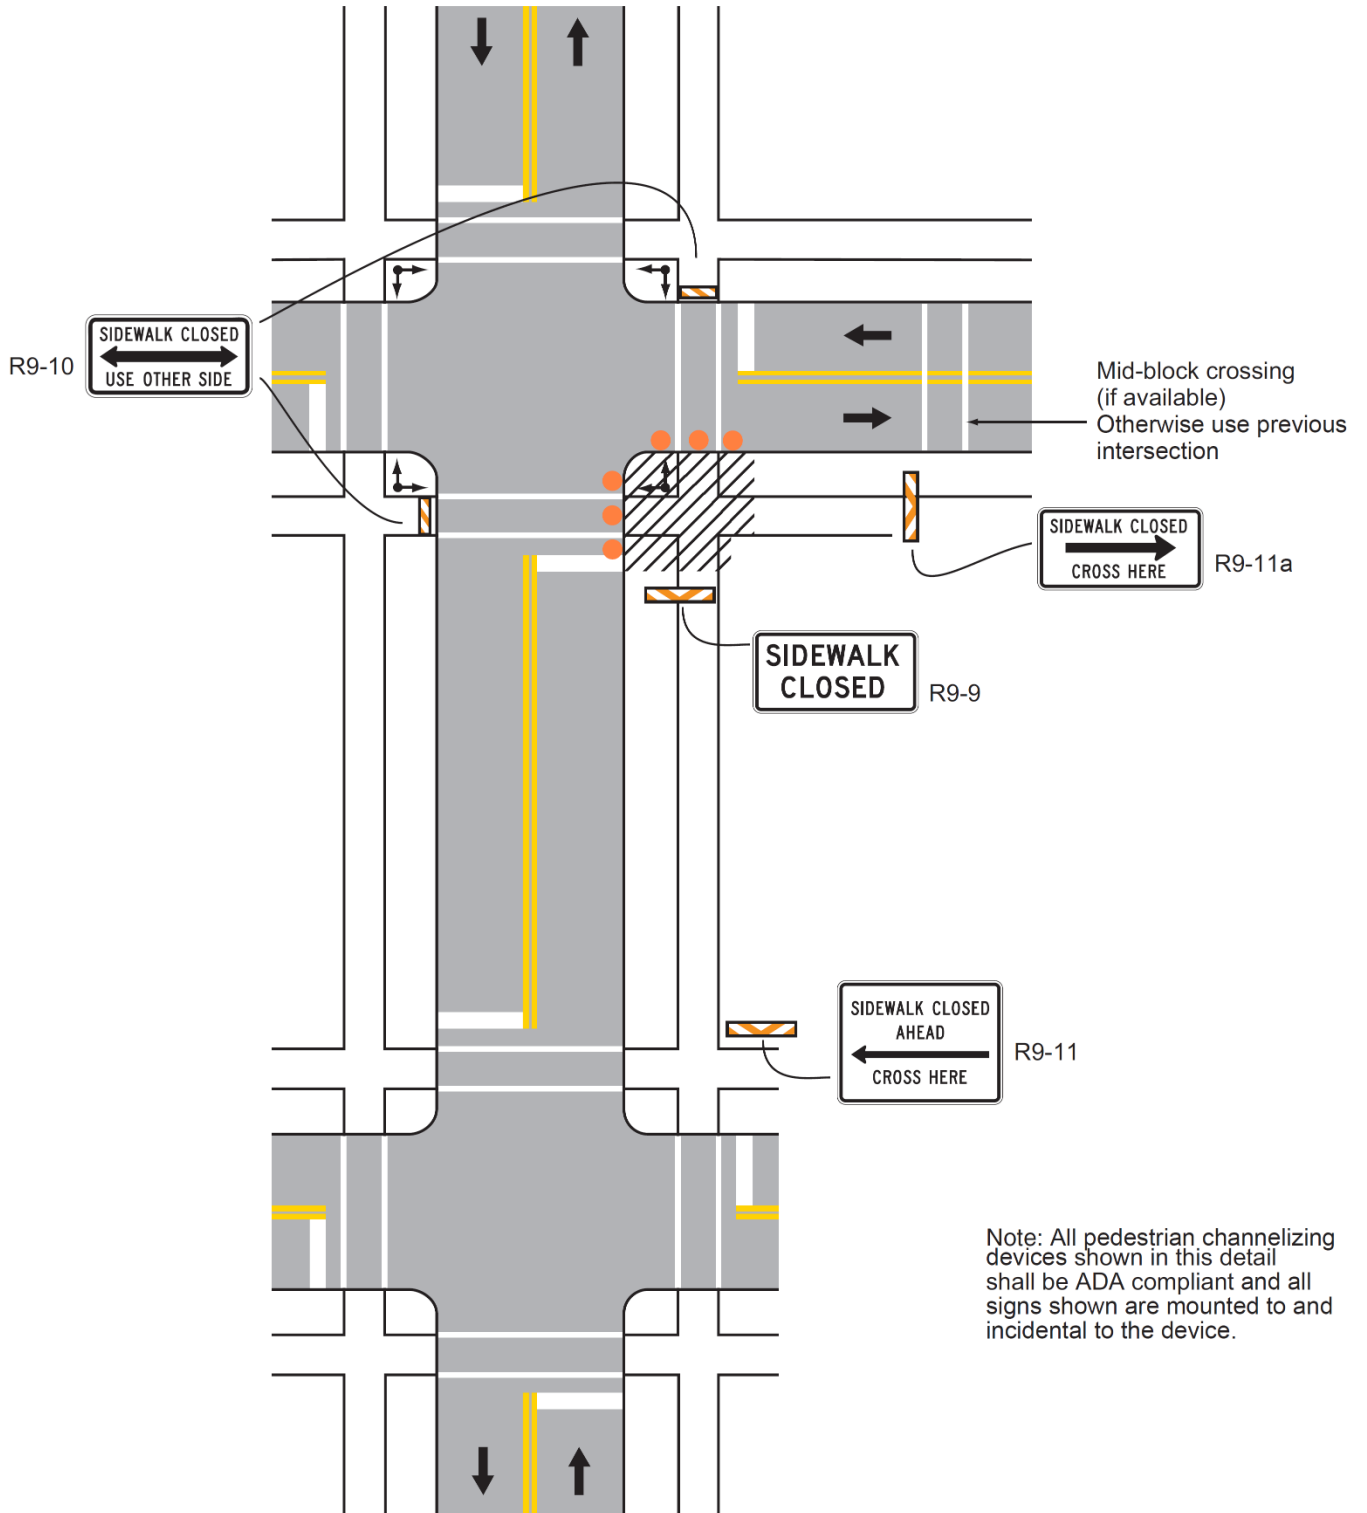 R9-10
SIDEWALK CLOSED
USE OTHER SIDE
Mid-block crossing
(if available)
Otherwise use previous
intersection
SIDEWALK CLOSED
CROSS HERE
R9-11a
SIDEWALK
CLOSED
R9-9
SIDEWALK CLOSED
AHEAD
CROSS HERE
R9-11
Note: All pedestrian channelizing
devices shown in this detail
shall be ADA compliant and all
signs shown are mounted to and
incidental to the device.